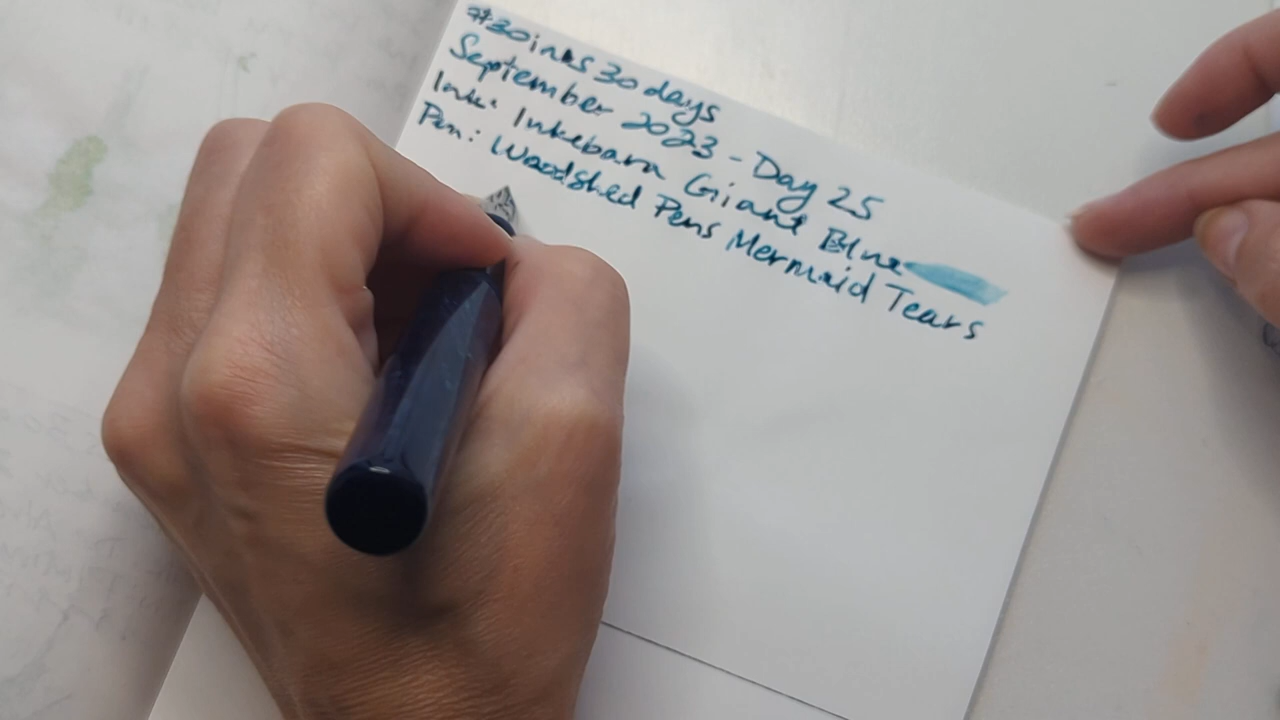 #30inks30days
September 2023 - Day 25
Ink: Inkebara Giant Blue
Pen: Woodshed Pens Mermaid Tears